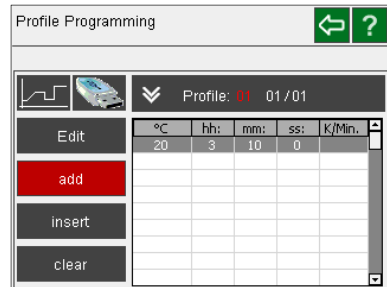 Profile Programming
?
Profile: 01 01/01
Edit
°C hh: mm: ss: K/Min.
20 3 10 0
add
insert
clear